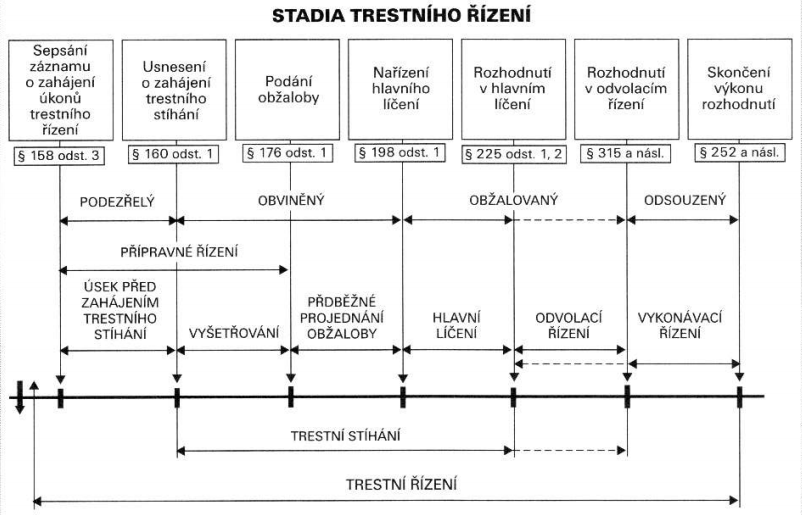 STADIA TRESTNÍHO ŘÍZENÍ
Sepsání
záznamu
o zahájení
úkonů
trestního
řízení
§ 158 odst. 3
Usnesení
o zahájení
trestního
stíhání
§ 160 odst. 1
Podání
obžaloby
§ 176 odst. 1
Nařízení
hlavního
líčení
§ 198 odst. 1
Rozhodnutí
v hlavním
líčení
§ 225 odst. 1, 2
Rozhodnutí
v odvolacím
řízení
§ 315 a násl.
Skončení
výkonu
rozhodnutí
§ 252 a násl.
PODEZŘELÝ
OBVINĚNÝ
OBŽALOVANÝ
ODSOUZENÝ
PŘÍPRAVNÉ ŘÍZENÍ
ÚSEK PŘED
ZAHÁJENÍM
TRESTNÍHO
STÍHÁNÍ
VYŠETŘOVÁNÍ
PŘDBĚŽNÉ
PROJEDNÁNÍ
OBŽALOBY
HLAVNÍ
LÍČENÍ
ODVOLACÍ
ŘÍZENÍ
VYKONÁVACÍ
ŘÍZENÍ
TRESTNÍ STÍHÁNÍ
TRESTNÍ ŘÍZENÍ